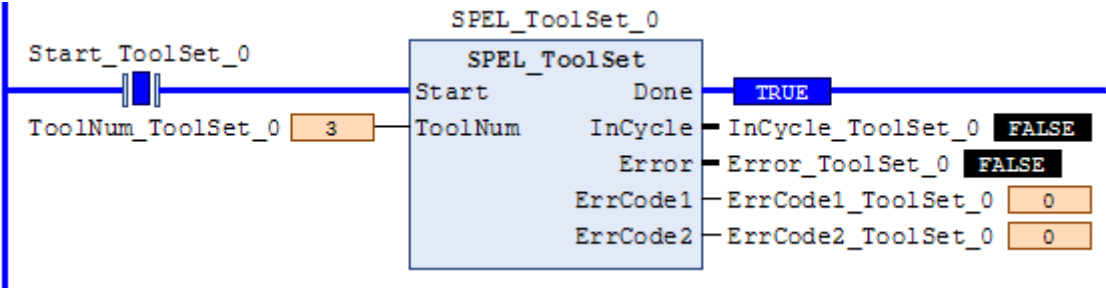 SPEL_ToolSet_0
Start_ToolSet_0
SPEL_ToolSet
Start Done TRUE
ToolNum_ToolSet_0 3 ToolNum InCycle InCycle_ToolSet_0 FALSE
Error Error_ToolSet_0 FALSE
ErrCode1 ErrCode1_ToolSet_0 0
ErrCode2 ErrCode2_ToolSet_0 0